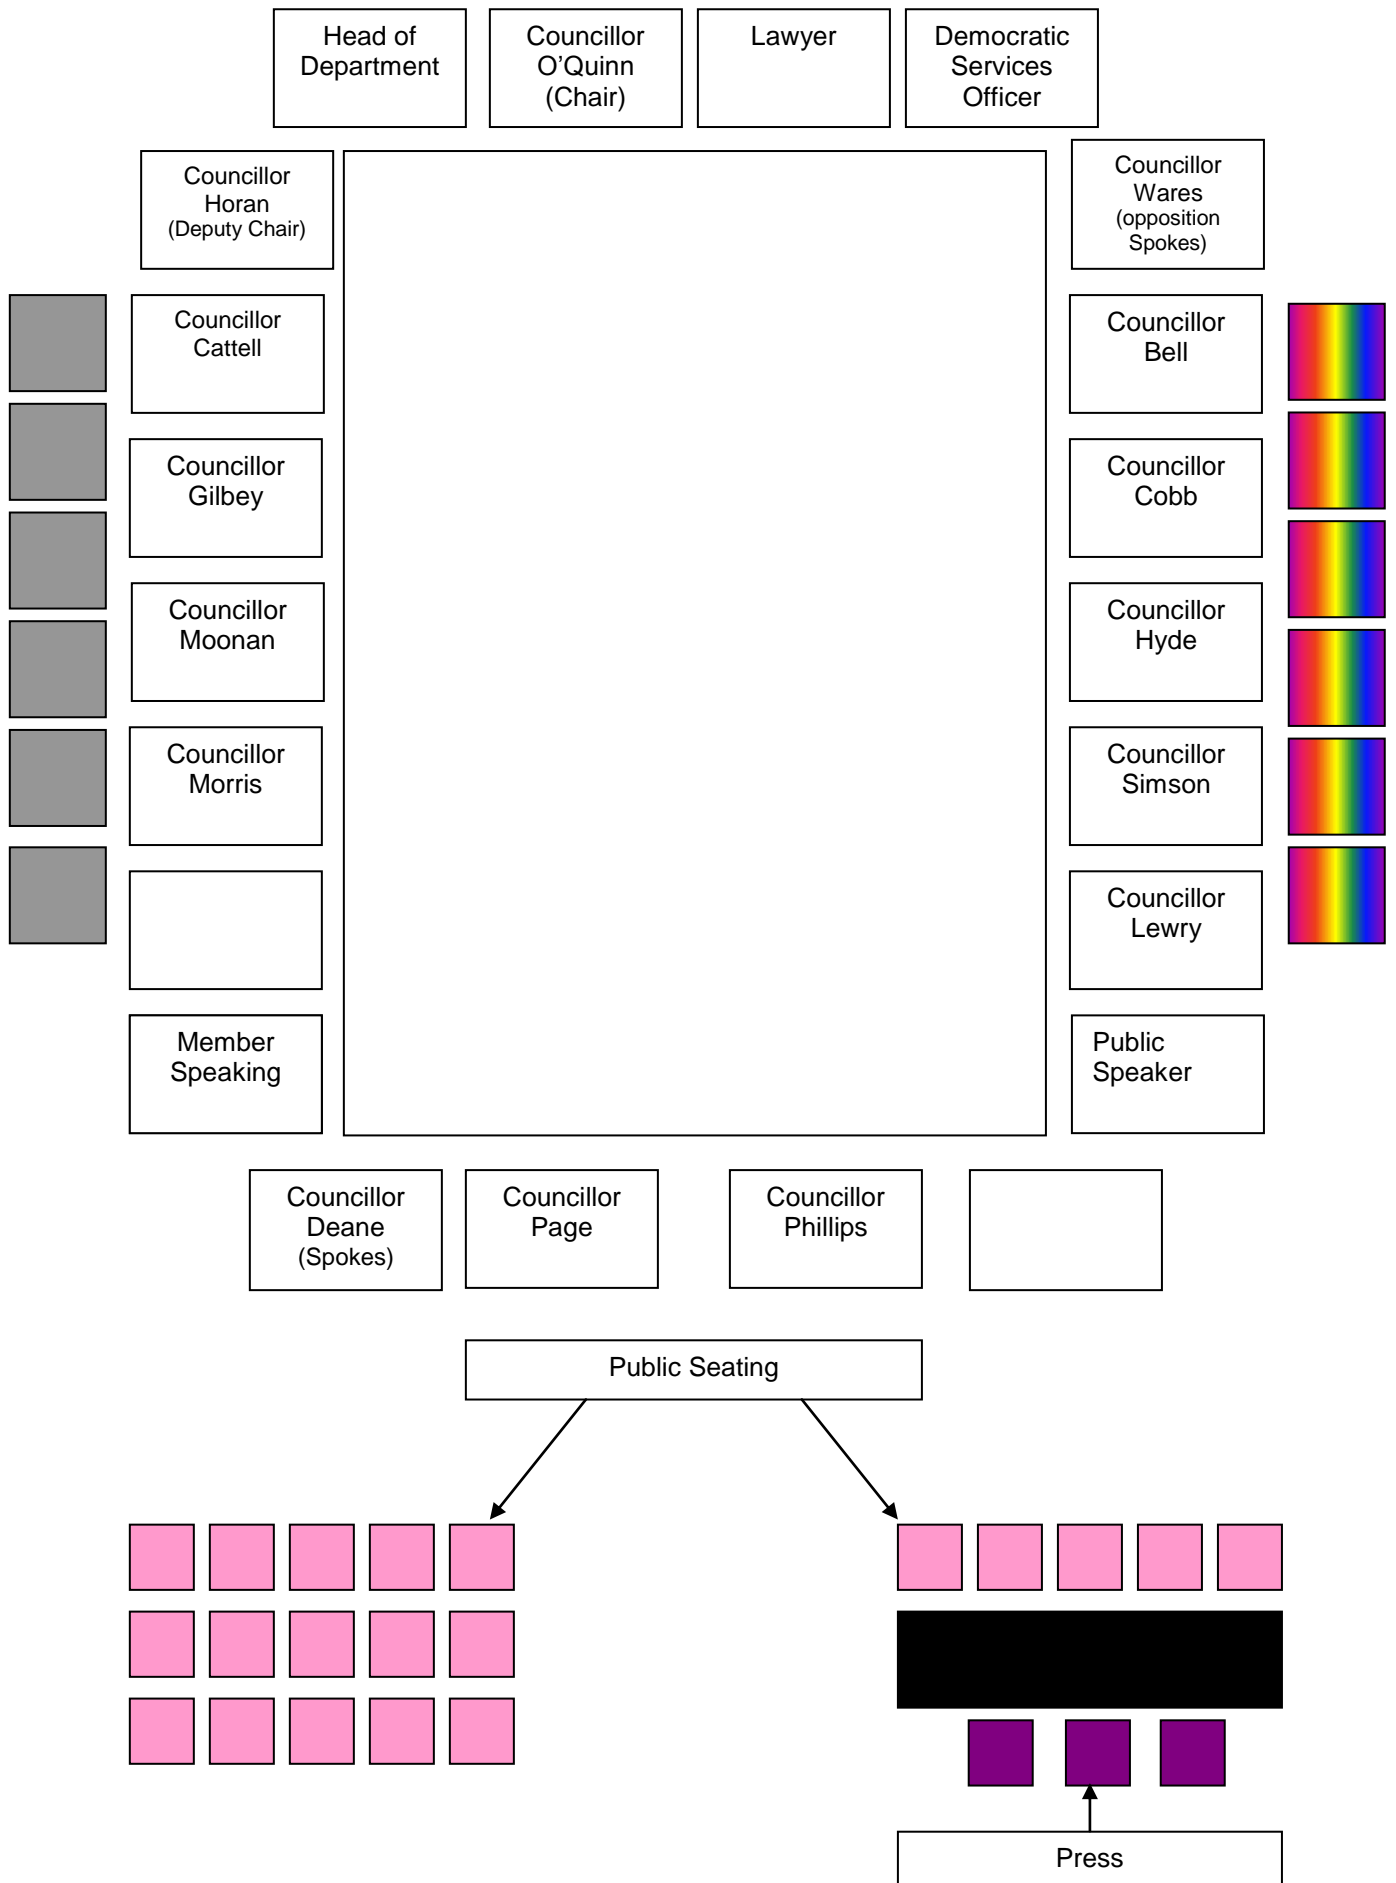 Head of
Department
Councillor
O’Quinn
(Chair)
Lawyer
Democratic
Services
Officer
Councillor
Horan
(Deputy Chair)
Councillor
Wares
(opposition
Spokes)
Councillor
Cattell
Councillor
Bell
Councillor
Gilbey
Councillor
Cobb
Councillor
Moonan
Councillor
Hyde
Councillor
Morris
Councillor
Simson
Councillor
Lewry
Member
Speaking
Public
Speaker
Councillor
Deane
(Spokes)
Councillor
Page
Councillor
Phillips
Public Seating
Press